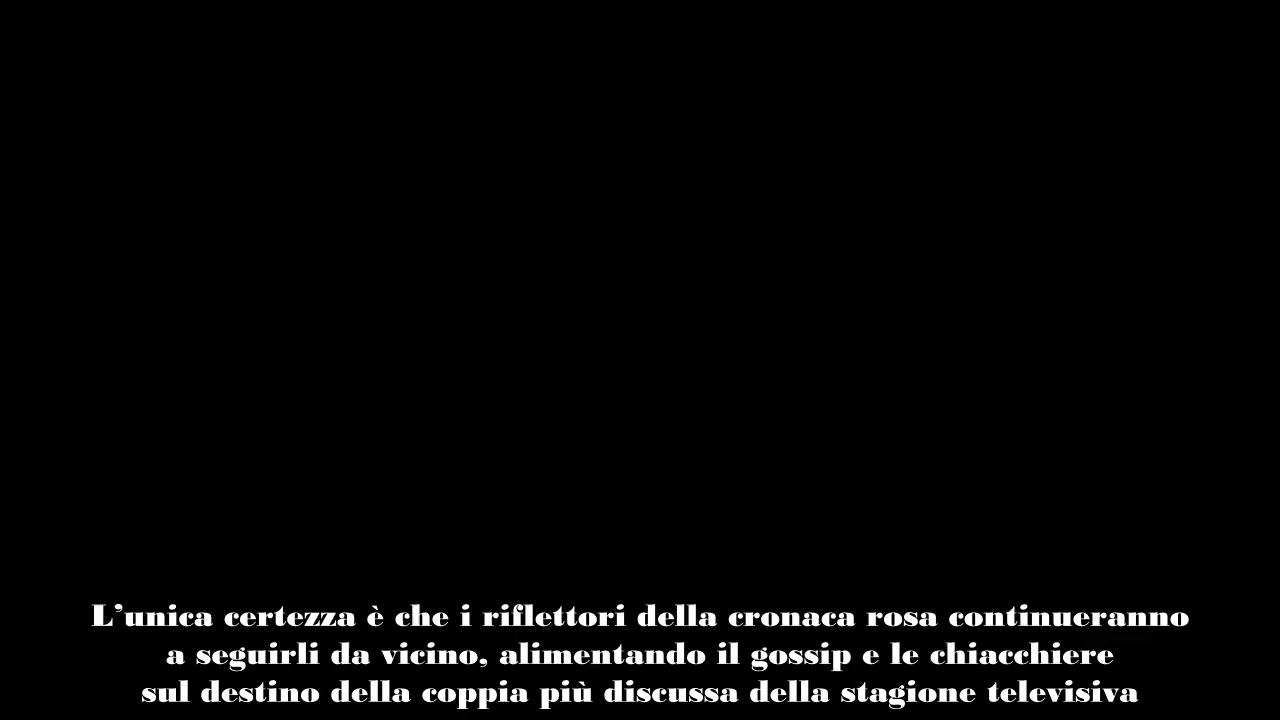 L’unica certezza è che i riflettori della cronaca rosa continueranno
a seguirli da vicino, alimentando il gossip e le chiacchiere
sul destino della coppia più discussa della stagione televisiva